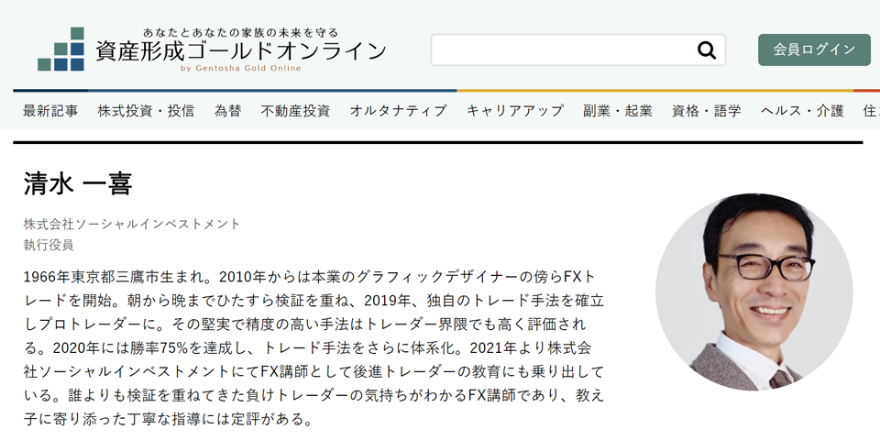 あなたとあなたの家族の未来を守る
資産形成ゴールドオンライン
by Gentosha Gold Online
会員ログイン
最新記事 株式投資・投信 為替 不動産投資 オルタナティブ キャリアアップ 副業・起業 資格・語学 ヘルス・介護 住
清水 一喜
株式会社ソーシャルインベストメント
執行役員
1966年東京都三鷹市生まれ。2010年からは本業のグラフィックデザイナーの傍らFXト
レードを開始。朝から晩までひたすら検証を重ね、2019年、独自のトレード手法を確立
しプロトレーダーに。その堅実で精度の高い手法はトレーダー界隈でも高く評価され
る。2020年には勝率75%を達成し、トレード手法をさらに体系化。2021年より株式会
社ソーシャルインベストメントにてFX講師として後進トレーダーの教育にも乗り出して
いる。誰よりも検証を重ねてきた負けトレーダーの気持ちがわかるFX講師であり、教え
子に寄り添った丁寧な指導には定評がある。